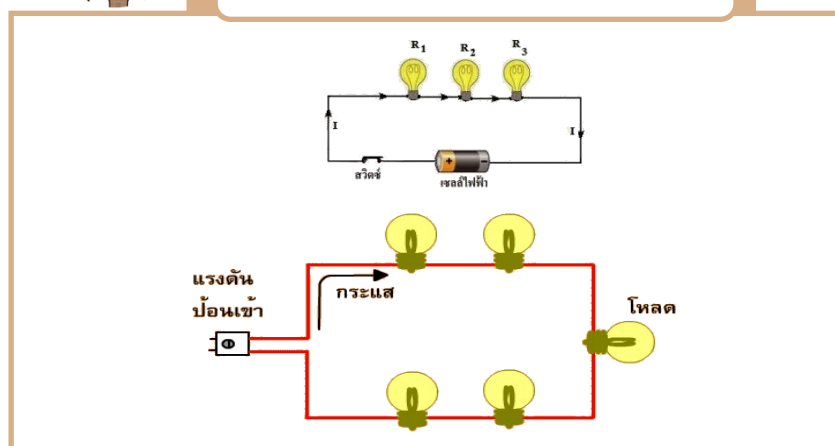 R1 R2 R3
I I
+ -
สวิตซ์ เซลล์ไฟฟ้า
แรงดัน
ป้อนเข้า
กระแส
โหลด